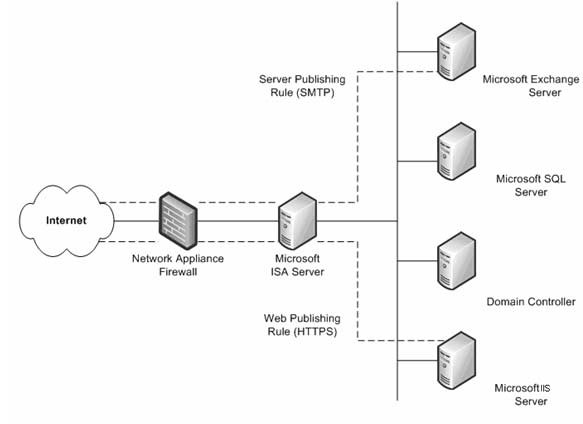 Server Publishing
Rule (SMTP)
Microsoft Exchange
Server
Microsoft SQL
Server
Internet
Network Appliance
Firewall
Microsoft
ISA Server
Domain Controller
Web Publishing
Rule (HTTPS)
Microsoft IIS
Server